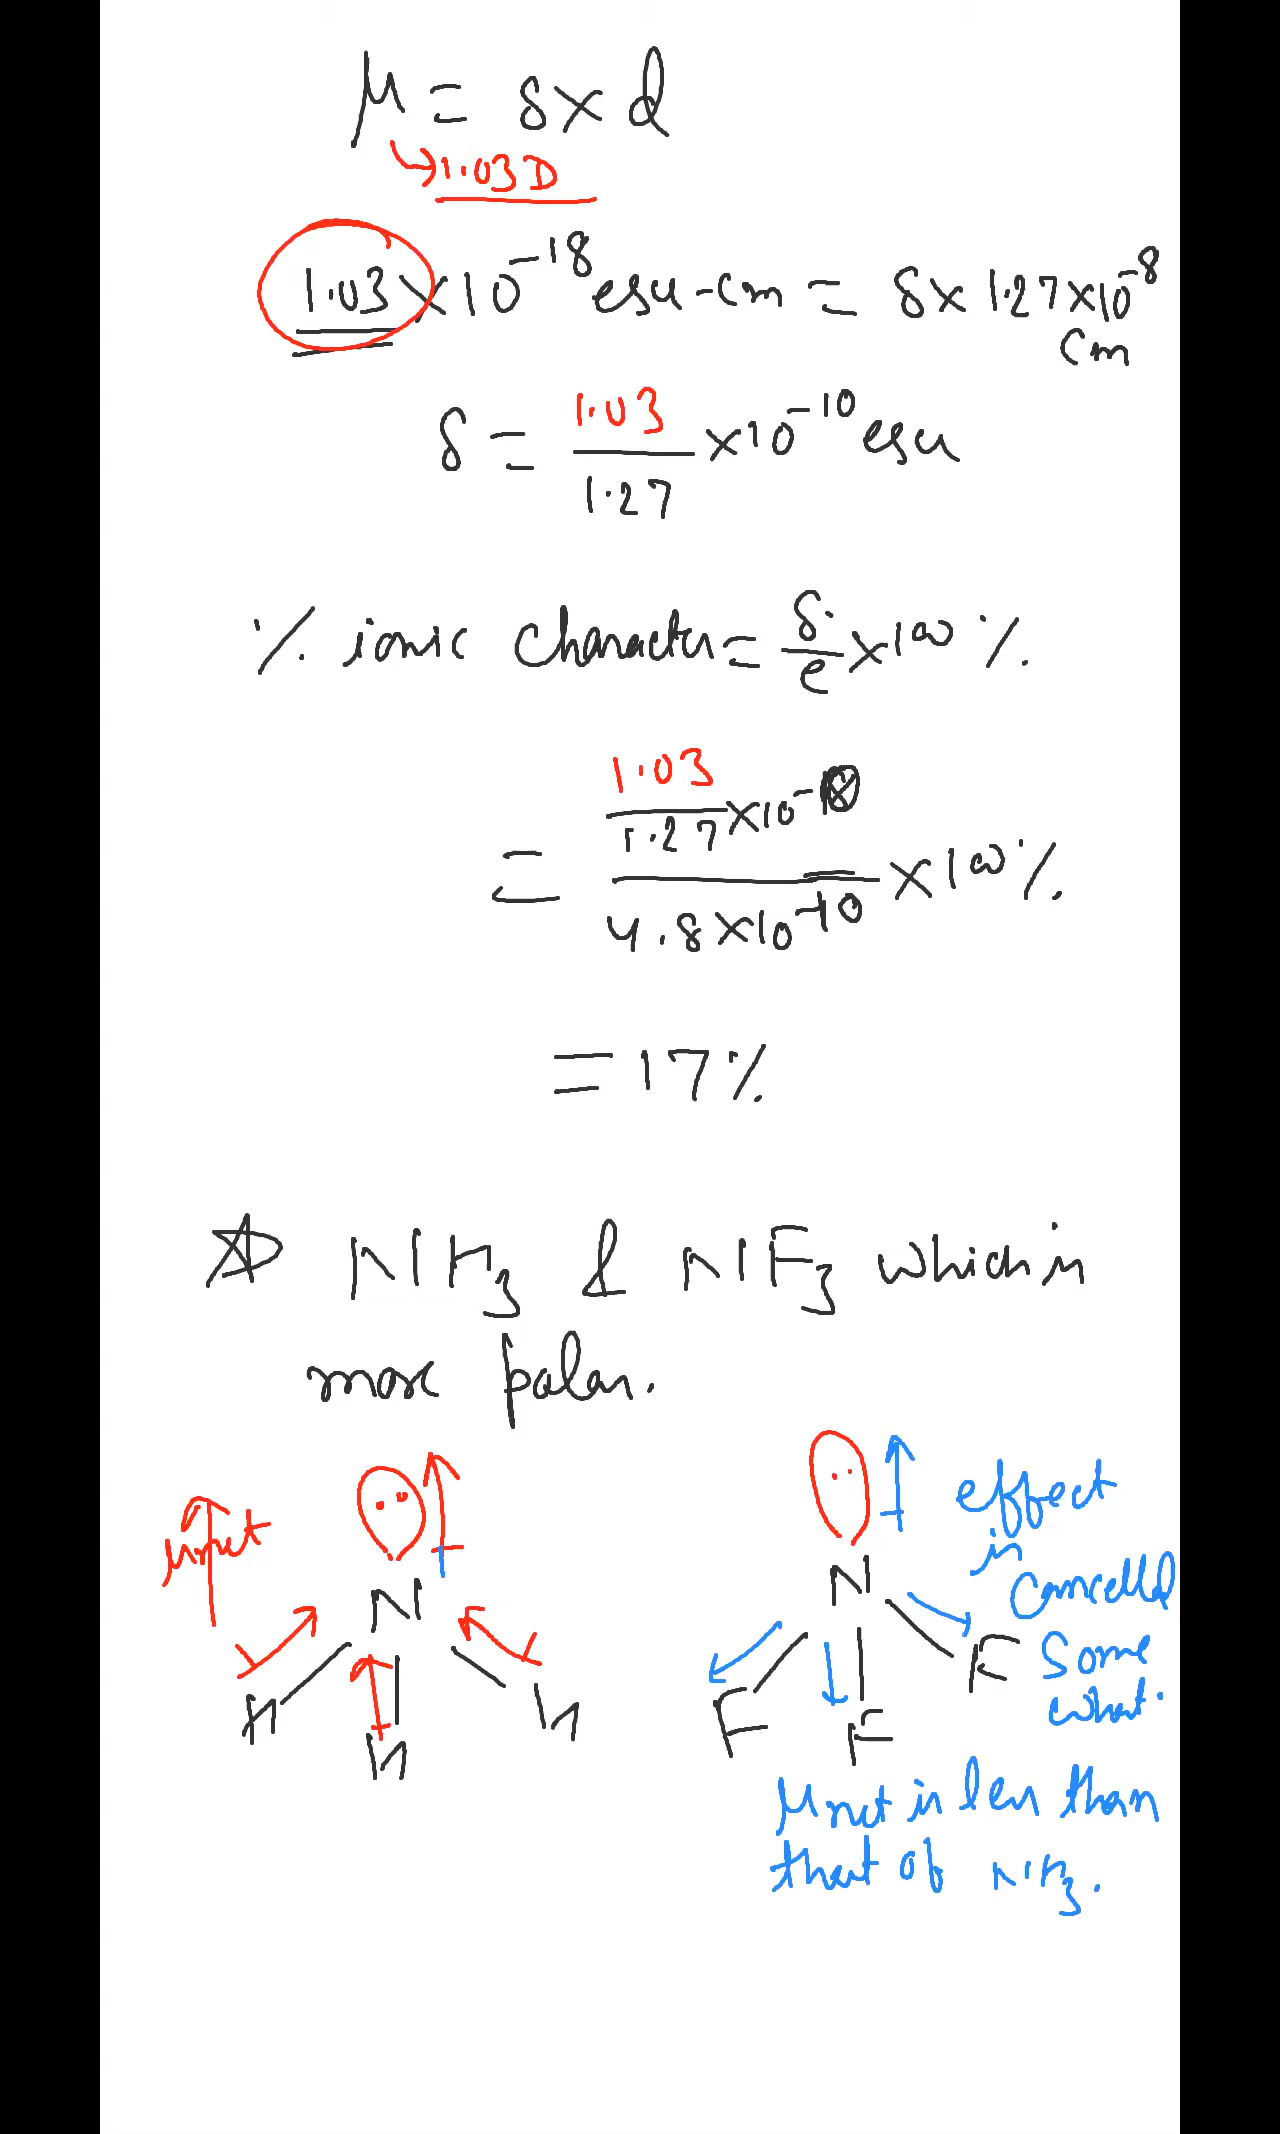 μ = δ × d
→ 1.03 D
1.03 × 10⁻¹⁸ esu-cm = δ × 1.27 × 10⁻⁸
cm
δ = 1.03/1.27 × 10⁻¹⁰ esu
% ionic character = δ/e × 100 %.
= (1.03/1.27 × 10⁻¹⁰)/(4.8 × 10⁻¹⁰) × 100 %.
= 17 %
NH₃ & NF₃ which is
more polar.
μnet
N
H
H
H
N
F
F
F
effect
is
cancelled
some
what.
μnet is less than
that of NH₃.